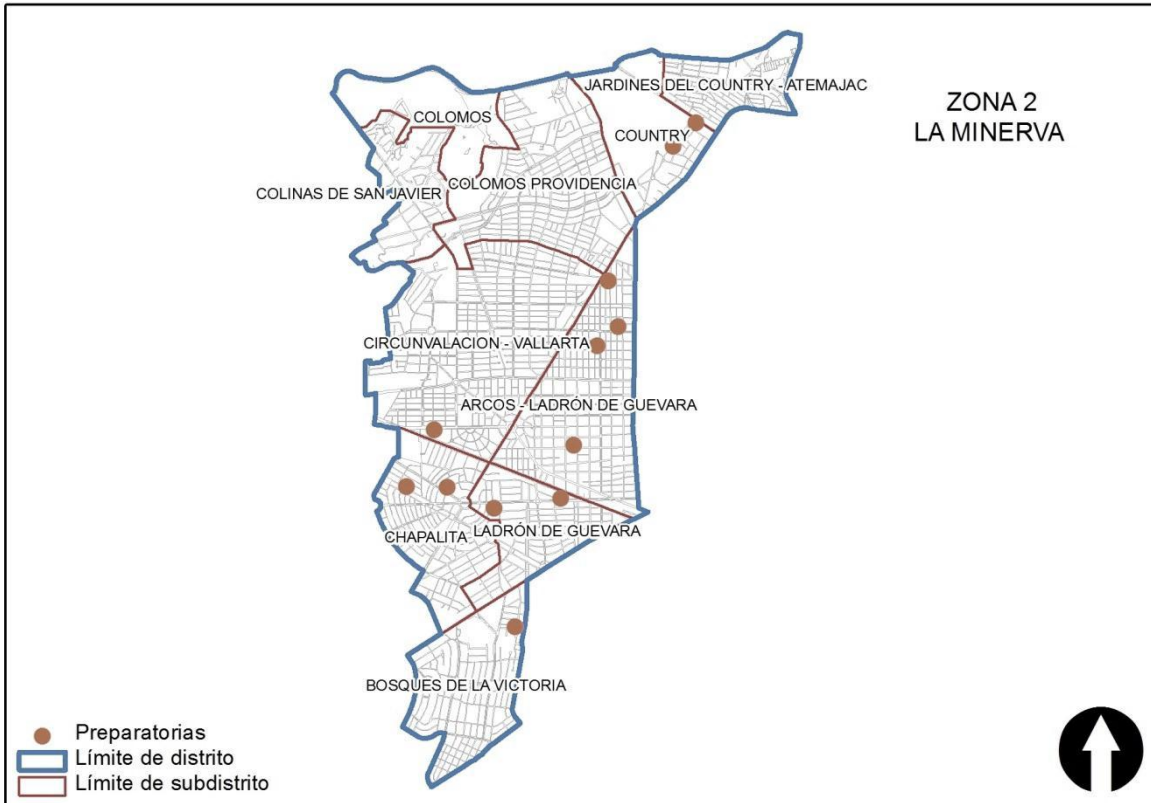 ZONA 2
LA MINERVA
JARDINES DEL COUNTRY - ATEMAJAC
COLOMOS
COUNTRY
COLINAS DE SAN JAVIER
COLOMOS PROVIDENCIA
CIRCUNVALACION - VALLARTA
ARCOS - LADRÓN DE GUEVARA
CHAPALITA
LADRÓN DE GUEVARA
BOSQUES DE LA VICTORIA
Preparatorias
Límite de distrito
Límite de subdistrito